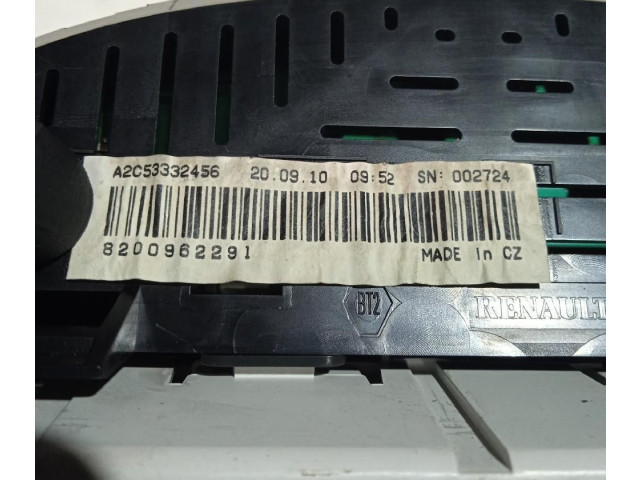 A2C53332456 20.09.10 09:52 SN: 002724
8200962291 MADE in CZ
BT2 RENAULT